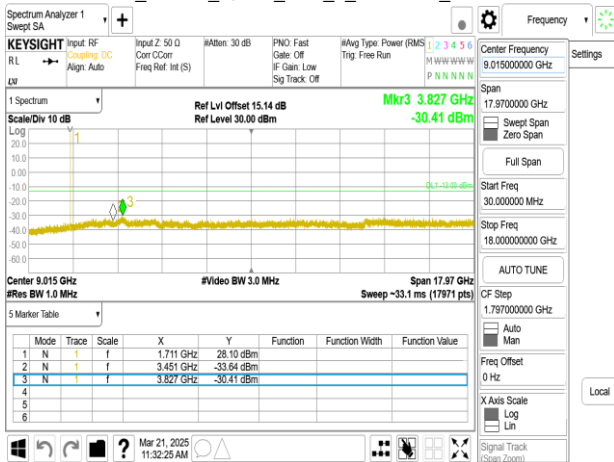 Spectrum Analyzer 1
Swept SA
Frequency
KEYSIGHT
RL
Input: RF
Coupling: DC
Align: Auto
Input Z: 50 Ω
Corr CCorr
Freq Ref: Int (S)
#Atten: 30 dB
PNO: Fast
Gate: Off
IF Gain: Low
Sig Track: Off
#Avg Type: Power (RMS
Trig: Free Run
1 2 3 4 5 6
M W W W W W
P N N N N N
1 Spectrum
Scale/Div 10 dB
Ref Lvl Offset 15.14 dB
Ref Level 30.00 dBm
Mkr3 3.827 GHz
-30.41 dBm
Log
20.0
10.0
0.00
-10.0
-20.0
-30.0
-40.0
-50.0
-60.0
1
3
DL1 -13.00 dBm
Center 9.015 GHz
#Res BW 1.0 MHz
#Video BW 3.0 MHz
Span 17.97 GHz
Sweep ~33.1 ms (17971 pts)
5 Marker Table
Mode Trace Scale X Y Function Function Width Function Value
1 N 1 f 1.711 GHz 28.10 dBm
2 N 1 f 3.451 GHz -33.64 dBm
3 N 1 f 3.827 GHz -30.41 dBm
4
5
6
Mar 21, 2025
11:32:25 AM
Center Frequency
9.015000000 GHz
Span
17.9700000 GHz
Swept Span
Zero Span
Full Span
Start Freq
30.000000 MHz
Stop Freq
18.000000000 GHz
AUTO TUNE
CF Step
1.797000000 GHz
Auto
Man
Freq Offset
0 Hz
X Axis Scale
Log
Lin
Signal Track
(Span Zoom)
Settings
Local